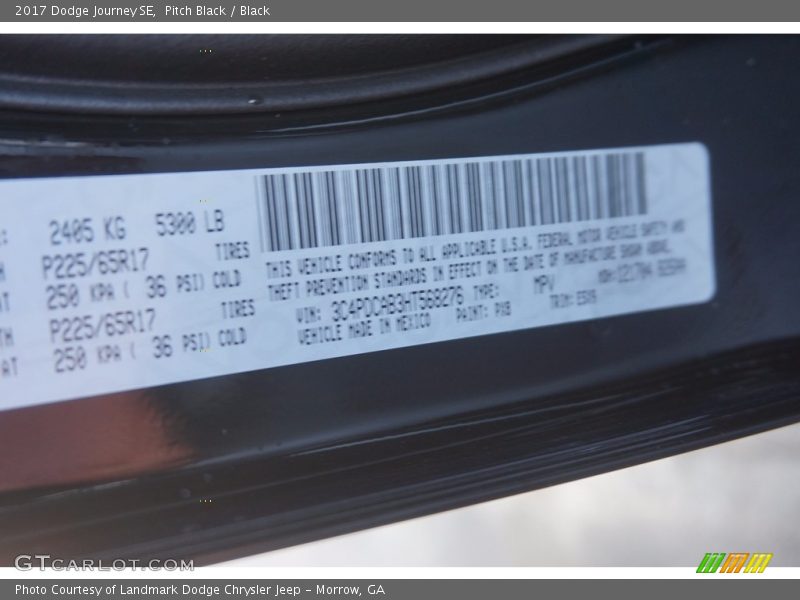 2017 Dodge Journey SE,  Pitch Black / Black
2405 KG  5300 LB
P225/65R17 TIRES
250 KPA ( 36 PSI) COLD
P225/65R17 TIRES
250 KPA ( 36 PSI) COLD
THIS VEHICLE CONFORMS TO ALL APPLICABLE U.S.A. FEDERAL MOTOR VEHICLE SAFETY AND
THEFT PREVENTION STANDARDS IN EFFECT ON THE DATE OF MANUFACTURE SHOWN ABOVE.
VIN: 3C4PDCAB3HT568276 TYPE: MPV
VEHICLE MADE IN MEXICO PAINT: PX8 TRIM:
GTCARLOT.COM
Photo Courtesy of Landmark Dodge Chrysler Jeep – Morrow, GA